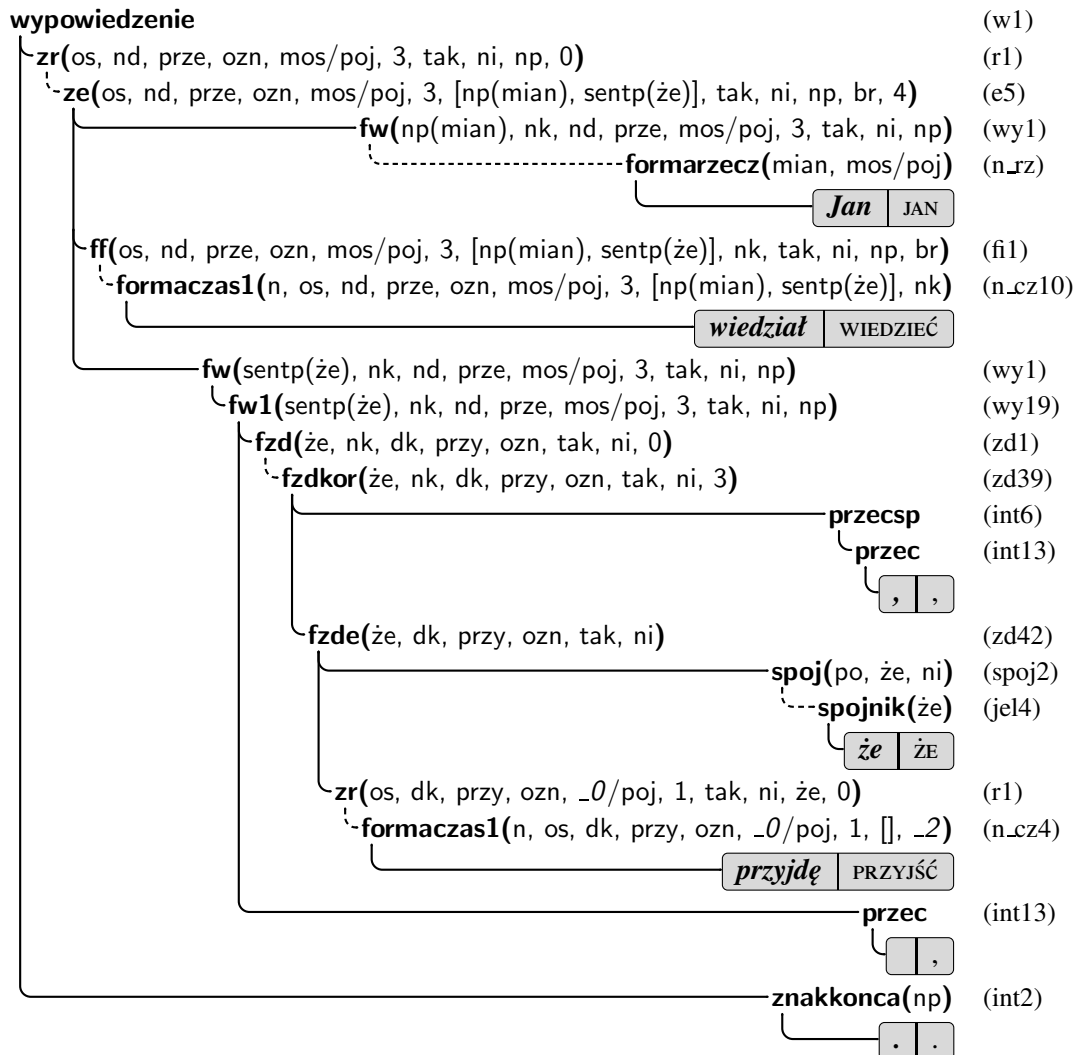 wypowiedzenie (w1)
zr(os, nd, prze, ozn, mos/poj, 3, tak, ni, np, 0) (r1)
ze(os, nd, prze, ozn, mos/poj, 3, [np(mian), sentp(że)], tak, ni, np, br, 4) (e5)
fw(np(mian), nk, nd, prze, mos/poj, 3, tak, ni, np) (wy1)
formarzecz(mian, mos/poj) (n_rz)
Jan JAN
ff(os, nd, prze, ozn, mos/poj, 3, [np(mian), sentp(że)], nk, tak, ni, np, br) (fi1)
formaczas1(n, os, nd, prze, ozn, mos/poj, 3, [np(mian), sentp(że)], nk) (n_cz10)
wiedział WIEDZIEĆ
fw(sentp(że), nk, nd, prze, mos/poj, 3, tak, ni, np) (wy1)
fw1(sentp(że), nk, nd, prze, mos/poj, 3, tak, ni, np) (wy19)
fzd(że, nk, dk, przy, ozn, tak, ni, 0) (zd1)
fzdkor(że, nk, dk, przy, ozn, tak, ni, 3) (zd39)
przecsp (int6)
przec (int13)
, ,
fzde(że, dk, przy, ozn, tak, ni) (zd42)
spoj(po, że, ni) (spoj2)
spojnik(że) (jel4)
że ŻE
zr(os, dk, przy, ozn, _0/poj, 1, tak, ni, że, 0) (r1)
formaczas1(n, os, dk, przy, ozn, _0/poj, 1, [], _2) (n_cz4)
przyjdę PRZYJŚĆ
przec (int13)
,
znakkonca(np) (int2)
. .